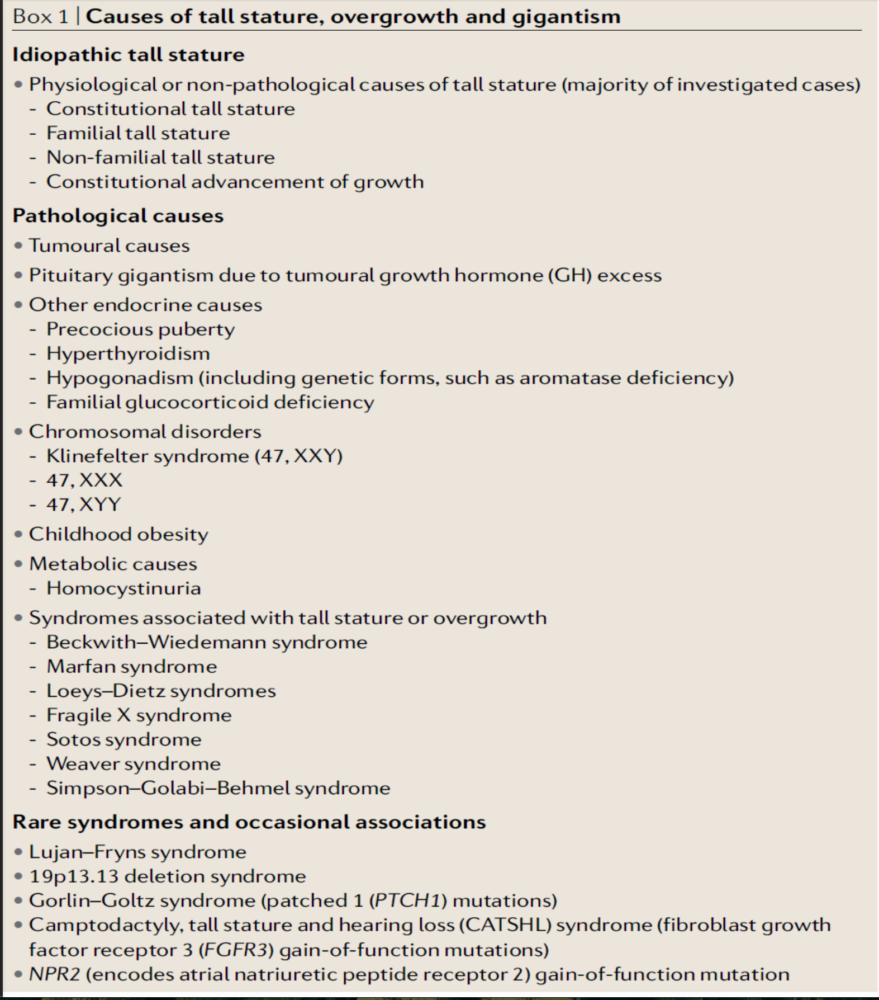 Box 1 | Causes of tall stature, overgrowth and gigantism
Idiopathic tall stature
• Physiological or non-pathological causes of tall stature (majority of investigated cases)
- Constitutional tall stature
- Familial tall stature
- Non-familial tall stature
- Constitutional advancement of growth
Pathological causes
• Tumoural causes
• Pituitary gigantism due to tumoural growth hormone (GH) excess
• Other endocrine causes
- Precocious puberty
- Hyperthyroidism
- Hypogonadism (including genetic forms, such as aromatase deficiency)
- Familial glucocorticoid deficiency
• Chromosomal disorders
- Klinefelter syndrome (47, XXY)
- 47, XXX
- 47, XYY
• Childhood obesity
• Metabolic causes
- Homocystinuria
• Syndromes associated with tall stature or overgrowth
- Beckwith–Wiedemann syndrome
- Marfan syndrome
- Loeys–Dietz syndromes
- Fragile X syndrome
- Sotos syndrome
- Weaver syndrome
- Simpson–Golabi–Behmel syndrome
Rare syndromes and occasional associations
• Lujan–Fryns syndrome
• 19p13.13 deletion syndrome
• Gorlin–Goltz syndrome (patched 1 (PTCH1) mutations)
• Camptodactyly, tall stature and hearing loss (CATSHL) syndrome (fibroblast growth
factor receptor 3 (FGFR3) gain-of-function mutations)
• NPR2 (encodes atrial natriuretic peptide receptor 2) gain-of-function mutation